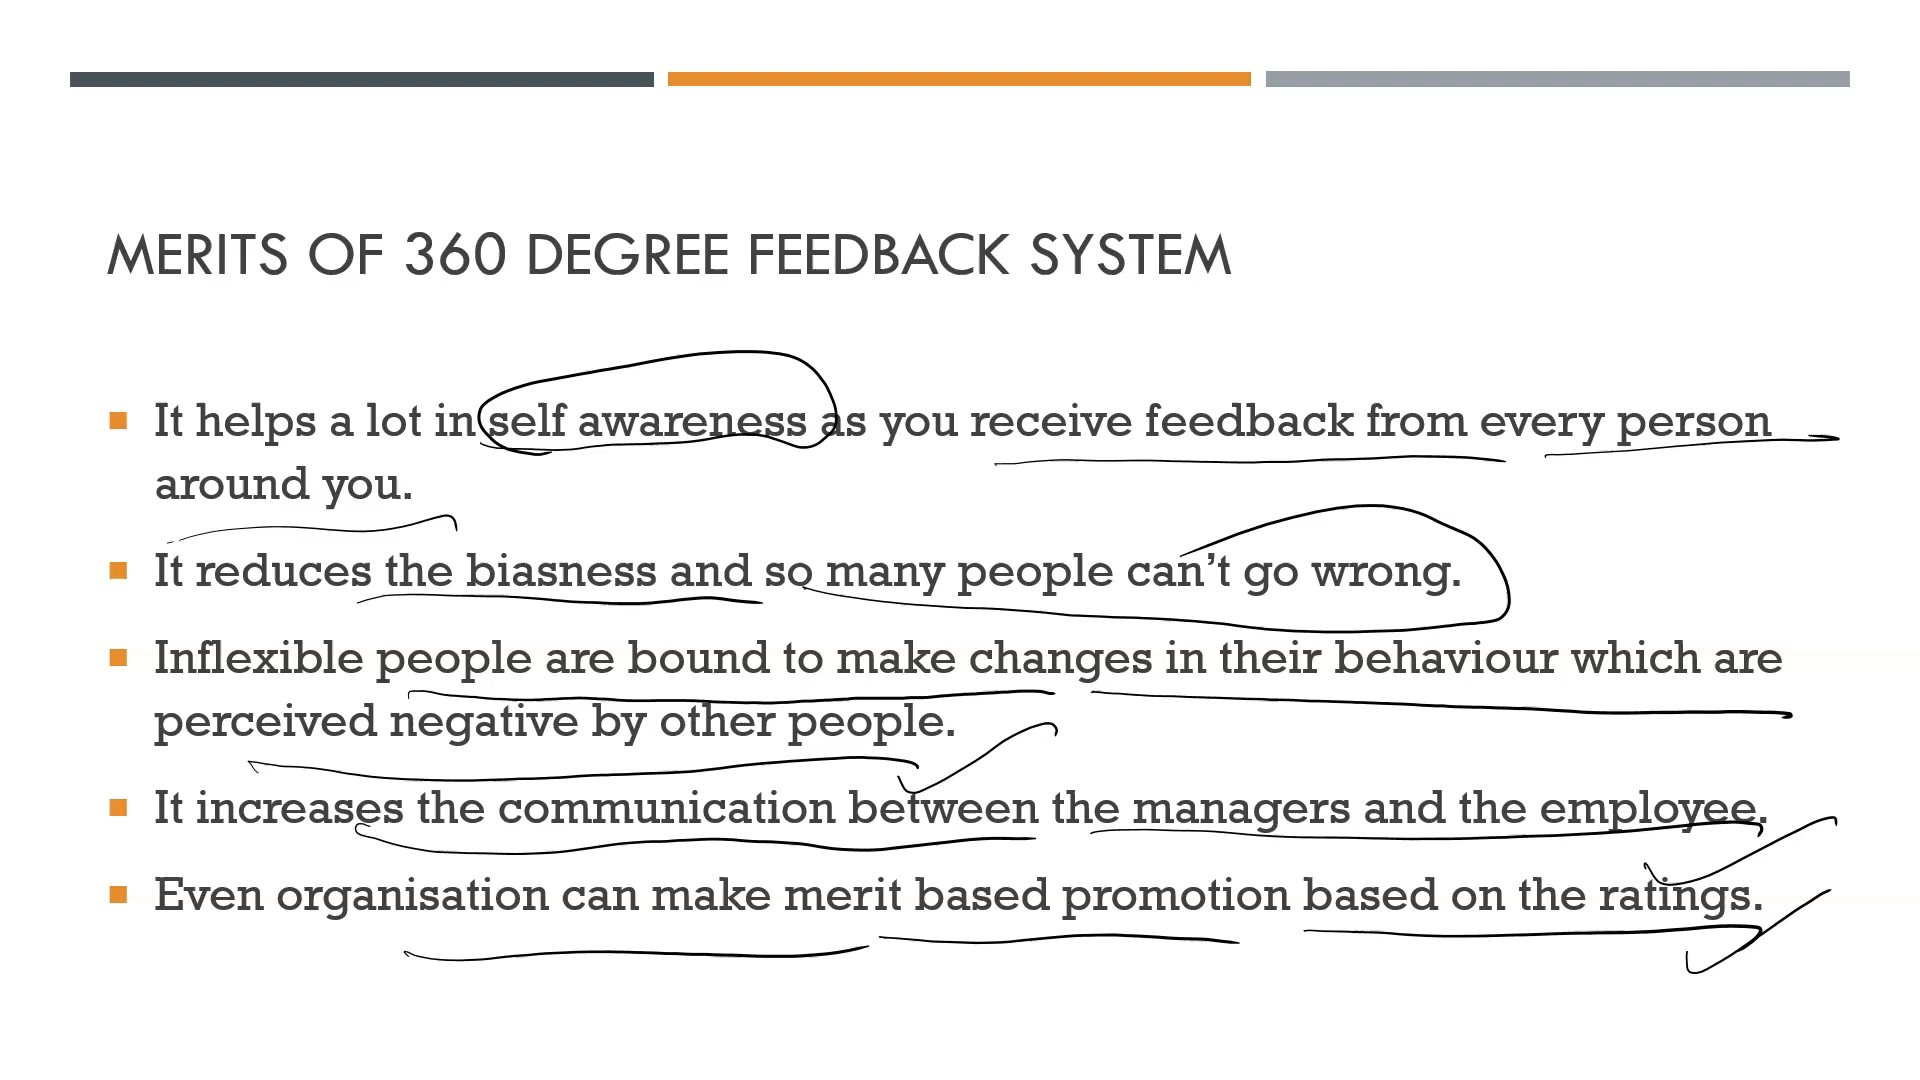 MERITS OF 360 DEGREE FEEDBACK SYSTEM
It helps a lot in self awareness as you receive feedback from every person
around you.
It reduces the biasness and so many people can't go wrong.
Inflexible people are bound to make changes in their behaviour which are
perceived negative by other people.
It increases the communication between the managers and the employee.
Even organisation can make merit based promotion based on the ratings.